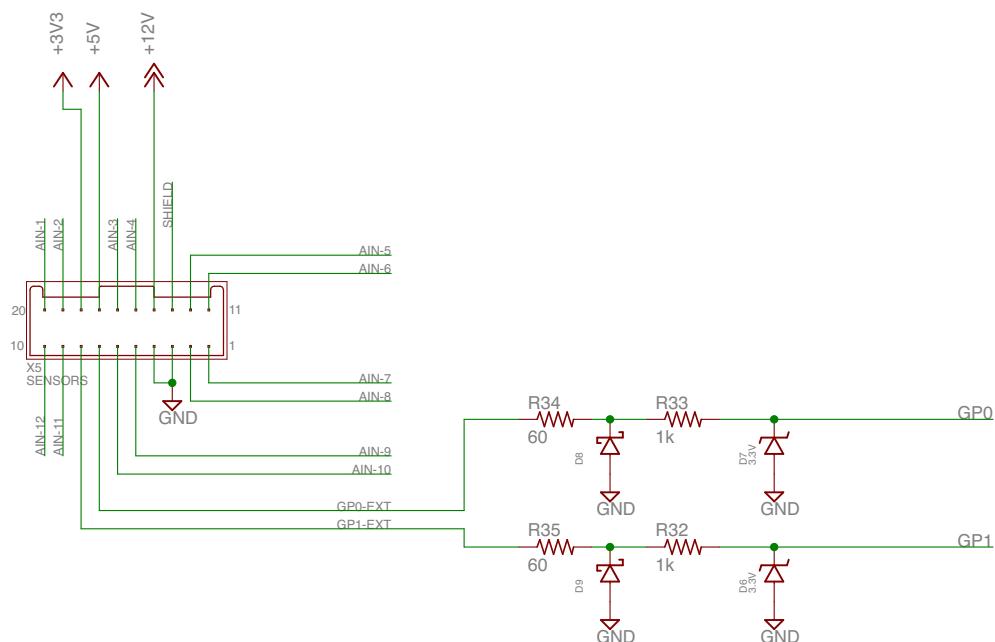 +3V3
+5V
+12V
SHIELD
AIN-1
AIN-2
AIN-3
AIN-4
AIN-5
AIN-6
20
11
10
1
X5
SENSORS
AIN-7
AIN-8
GND
AIN-12
AIN-11
AIN-9
AIN-10
GP0-EXT
GP1-EXT
R34
60
R33
1k
GP0
D8
D7
3.3V
GND
GND
R35
60
R32
1k
GP1
D9
D6
3.3V
GND
GND